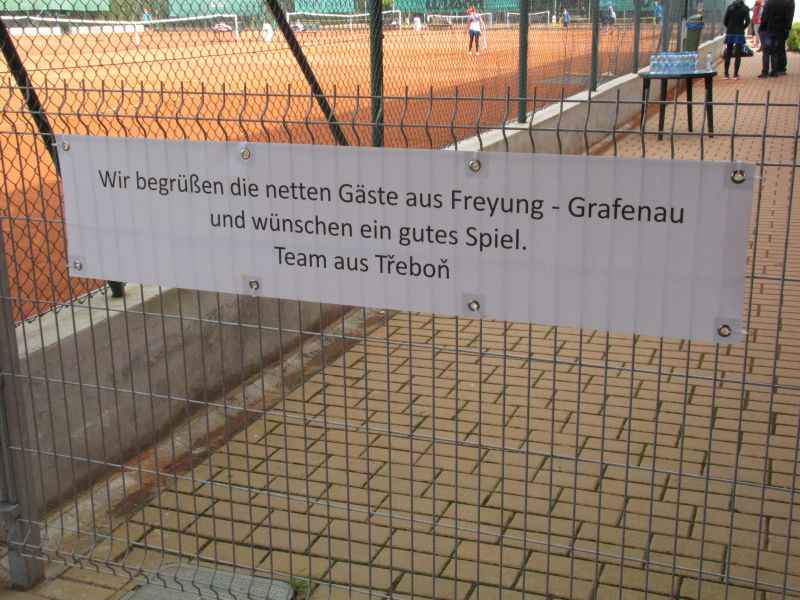 Wir begrüßen die netten Gäste aus Freyung - Grafenau
und wünschen ein gutes Spiel.
Team aus Třeboň